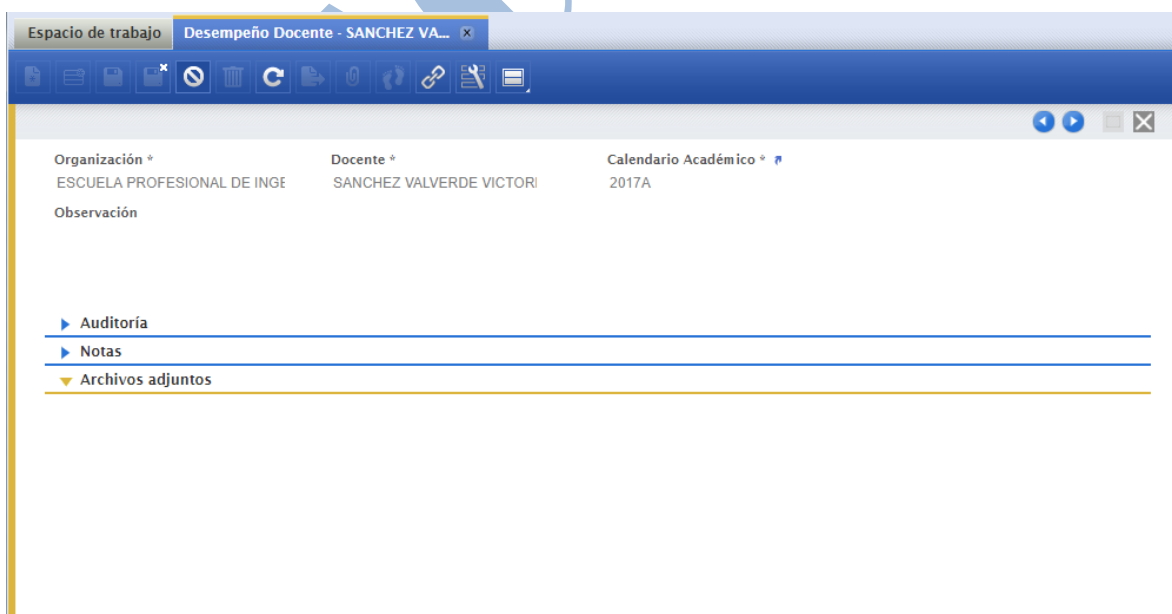 Espacio de trabajo Desempeño Docente - SANCHEZ VA...
Organización * Docente * Calendario Académico *
ESCUELA PROFESIONAL DE INGE SANCHEZ VALVERDE VICTORI 2017A
Observación
Auditoría
Notas
Archivos adjuntos